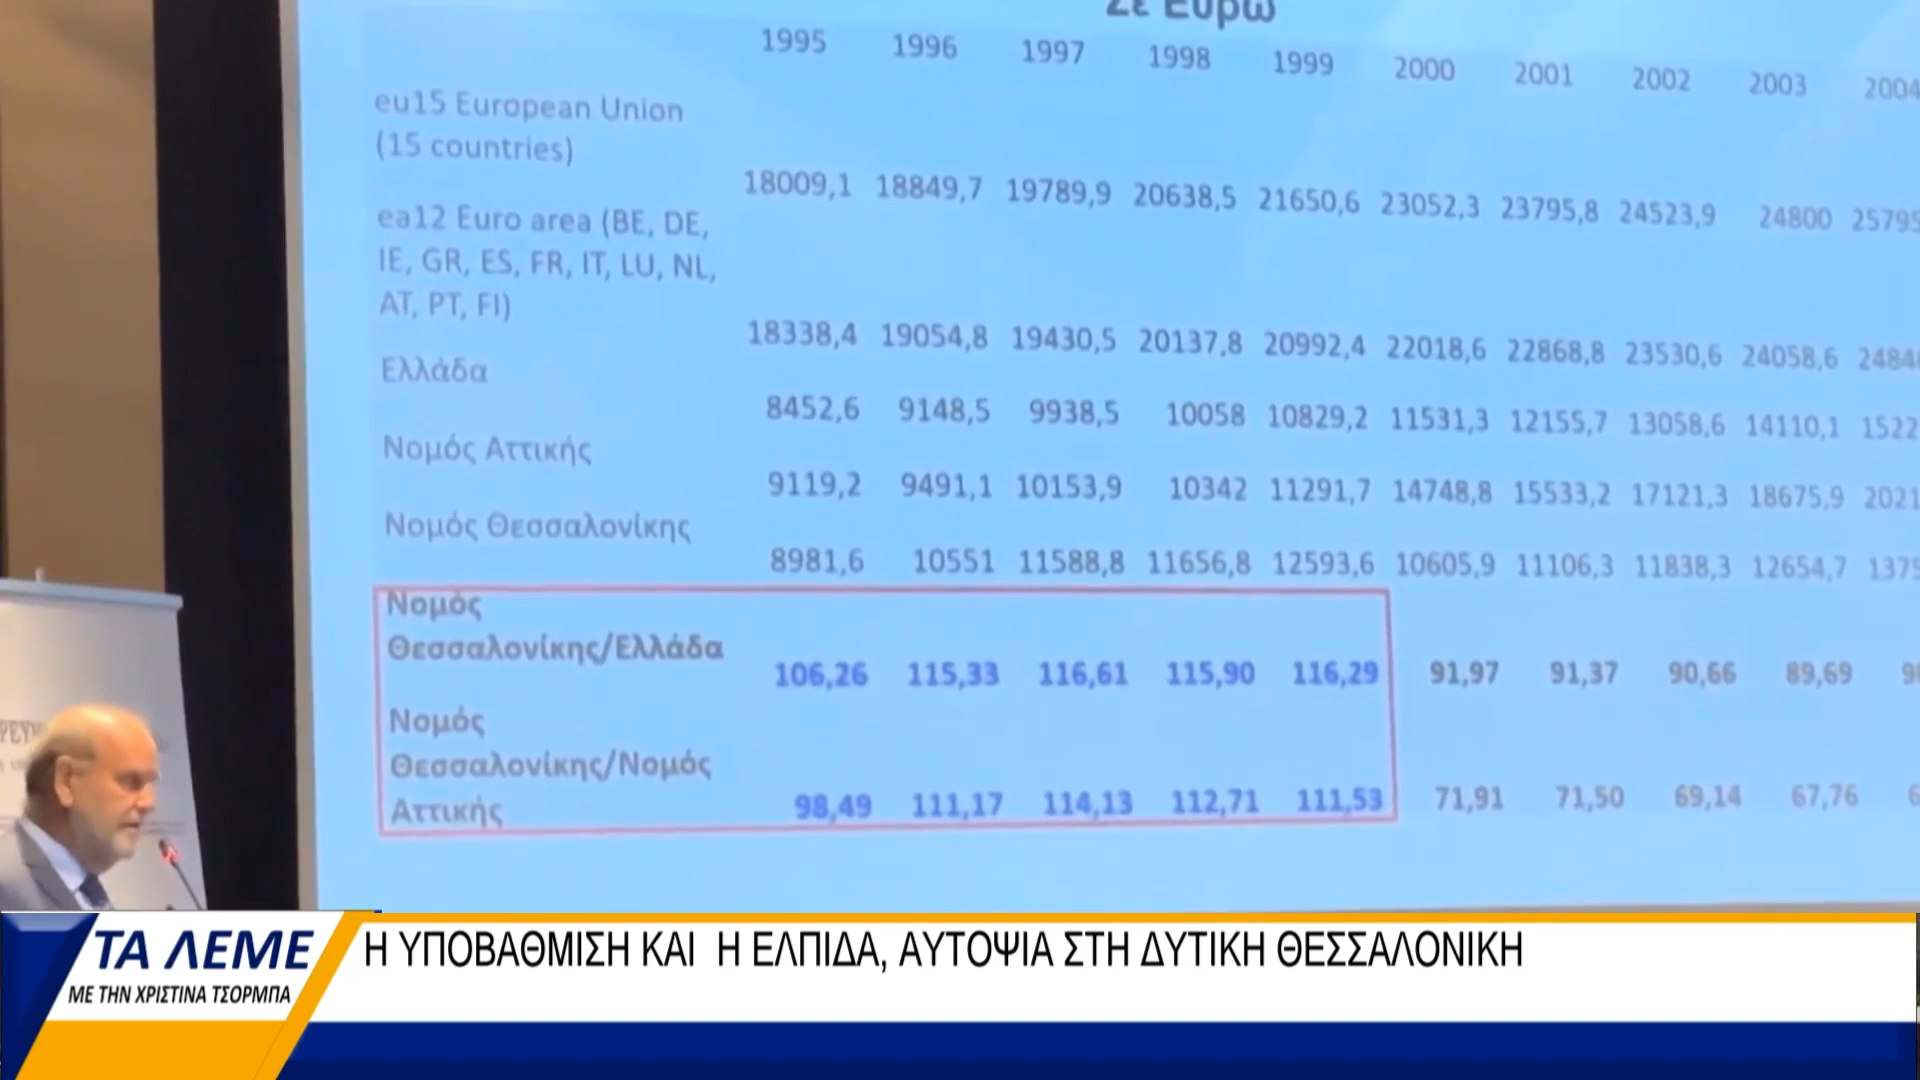 Σε Ευρώ
1995 1996 1997 1998 1999 2000 2001 2002 2003 2004
eu15 European Union
(15 countries)
18009,1 18849,7 19789,9 20638,5 21650,6 23052,3 23795,8 24523,9 24800 25795
ea12 Euro area (BE, DE,
IE, GR, ES, FR, IT, LU, NL,
AT, PT, FI)
18338,4 19054,8 19430,5 20137,8 20992,4 22018,6 22868,8 23530,6 24058,6
Ελλάδα
8452,6 9148,5 9938,5 10058 10829,2 11531,3 12155,7 13058,6 14110,1 1522
Νομός Αττικής
9119,2 9491,1 10153,9 10342 11291,7 14748,8 15533,2 17121,3 18675,9 2021
Νομός Θεσσαλονίκης
8981,6 10551 11588,8 11656,8 12593,6 10605,9 11106,3 11838,3 12654,7 1375
Νομός
Θεσσαλονίκης/Ελλάδα
106,26 115,33 116,61 115,90 116,29 91,97 91,37 90,66 89,69
Νομός
Θεσσαλονίκης/Νομός
Αττικής
98,49 111,17 114,13 112,71 111,53 71,91 71,50 69,14 67,76
ΤΑ ΛΕΜΕ
ΜΕ ΤΗΝ ΧΡΙΣΤΙΝΑ ΤΣΟΡΜΠΑ
Η ΥΠΟΒΑΘΜΙΣΗ ΚΑΙ Η ΕΛΠΙΔΑ, ΑΥΤΟΨΙΑ ΣΤΗ ΔΥΤΙΚΗ ΘΕΣΣΑΛΟΝΙΚΗ